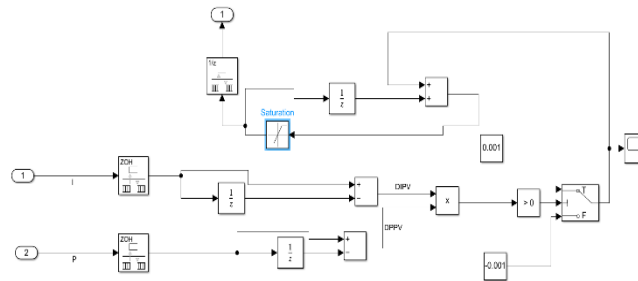 1
1/z
1
z
+
+
Saturation
0.001
1
I
ZOH
1
z
+
−
DIPV
x
> 0
T
F
DPPV
2
P
ZOH
1
z
+
−
-0.001